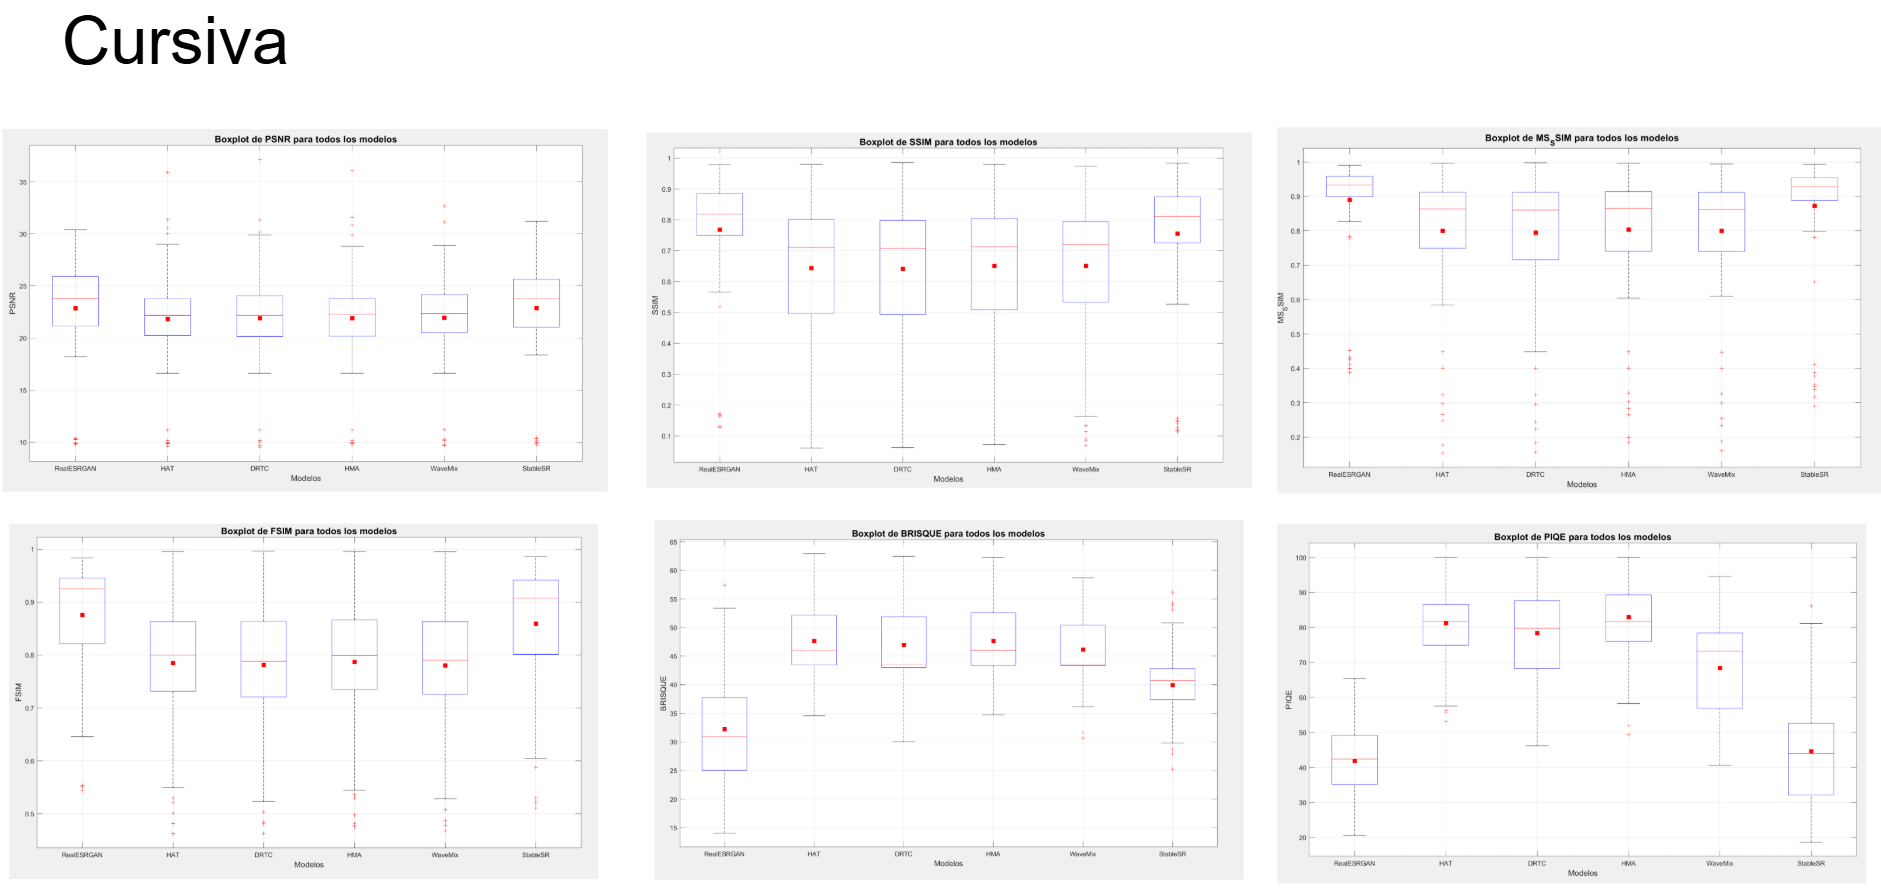 Cursiva
Boxplot de PSNR para todos los modelos
PSNR
35
30
25
20
15
10
RealESRGAN HAT DRTC HMA WaveMix StableSR
Modelos
Boxplot de SSIM para todos los modelos
SSIM
1
0.9
0.8
0.7
0.6
0.5
0.4
0.3
0.2
0.1
RealESRGAN HAT DRTC HMA WaveMix StableSR
Modelos
Boxplot de MSSSIM para todos los modelos
MSSSIM
1
0.9
0.8
0.7
0.6
0.5
0.4
0.3
0.2
RealESRGAN HAT DRTC HMA WaveMix StableSR
Modelos
Boxplot de FSIM para todos los modelos
FSIM
1
0.9
0.8
0.7
0.6
0.5
RealESRGAN HAT DRTC HMA WaveMix StableSR
Modelos
Boxplot de BRISQUE para todos los modelos
BRISQUE
65
60
55
50
45
40
35
30
25
20
15
RealESRGAN HAT DRTC HMA WaveMix StableSR
Modelos
Boxplot de PIQE para todos los modelos
PIQE
100
90
80
70
60
50
40
30
20
RealESRGAN HAT DRTC HMA WaveMix StableSR
Modelos